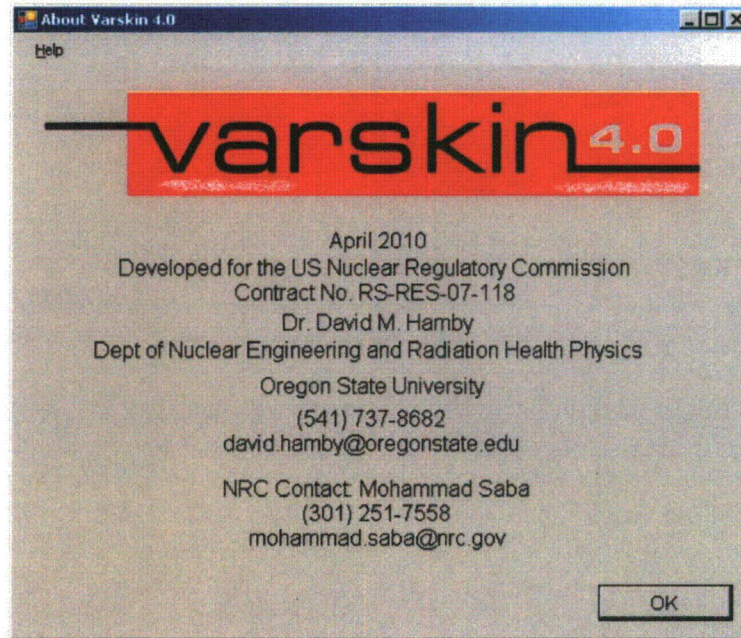 About Varskin 4.0
Help
varskin 4.0
April 2010
Developed for the US Nuclear Regulatory Commission
Contract No. RS-RES-07-118
Dr. David M. Hamby
Dept of Nuclear Engineering and Radiation Health Physics
Oregon State University
(541) 737-8682
david.hamby@oregonstate.edu
NRC Contact: Mohammad Saba
(301) 251-7558
mohammad.saba@nrc.gov
OK